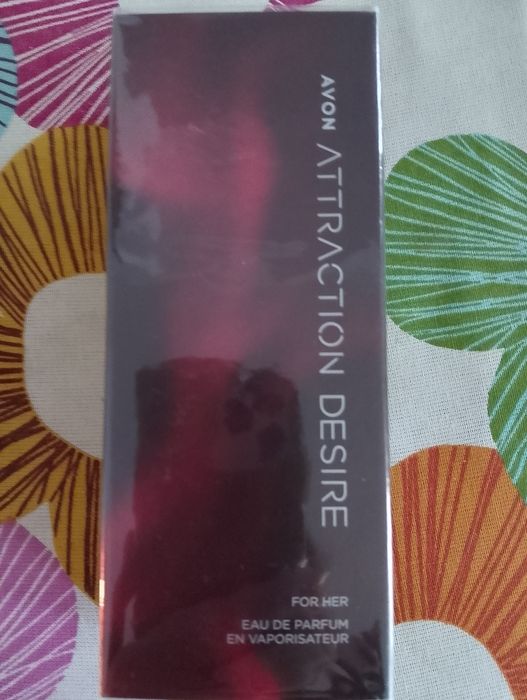 AVON
ATTRACTION DESIRE
FOR HER
EAU DE PARFUM
EN VAPORISATEUR